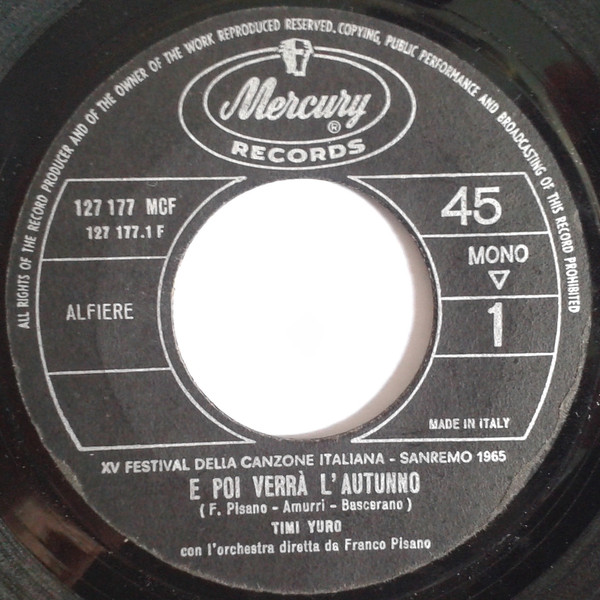 ALL RIGHTS OF THE RECORD PRODUCER AND OF THE OWNER OF THE WORK REPRODUCED RESERVED. COPYING, PUBLIC PERFORMANCE AND BROADCASTING OF THIS RECORD PROHIBITED
Mercury ®
RECORDS
127 177 MCF
127 177.1 F
45
MONO
▽
ALFIERE
1
MADE IN ITALY
XV FESTIVAL DELLA CANZONE ITALIANA - SANREMO 1965
E POI VERRÀ L'AUTUNNO
( F. Pisano - Amurri - Bascerano )
TIMI YURO
con l'orchestra diretta da Franco Pisano